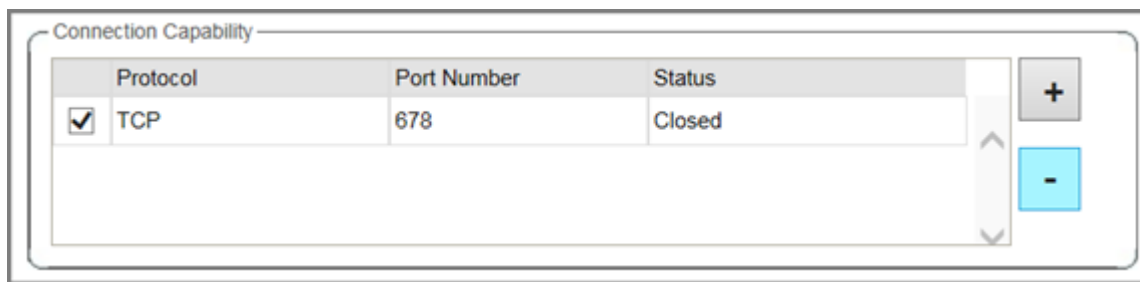 Connection Capability
Protocol Port Number Status
+
TCP 678 Closed
-